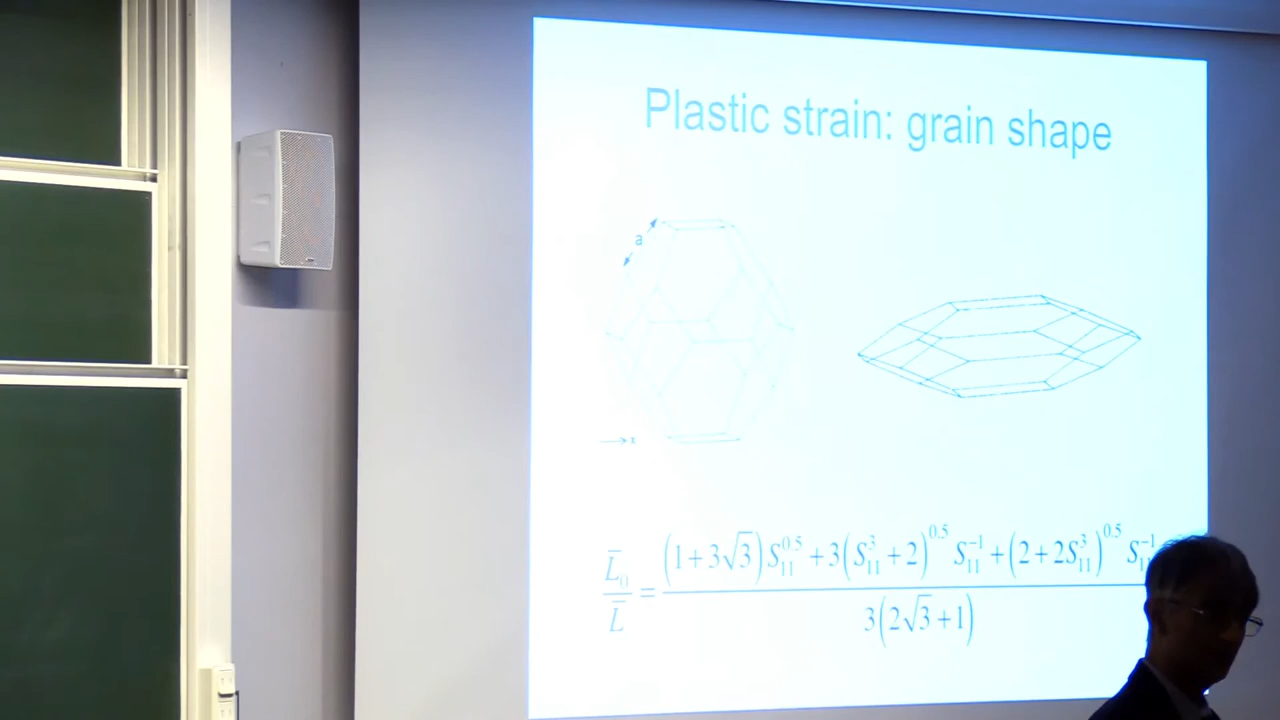 Plastic strain: grain shape
a
x
L̅₀/L̅ = ((1+3√3)S₁₁^0.5 + 3(S₁₁³+2)^0.5 S₁₁⁻¹ + (2+2S₁₁³)^0.5 S₁₁⁻¹
3(2√3+1)